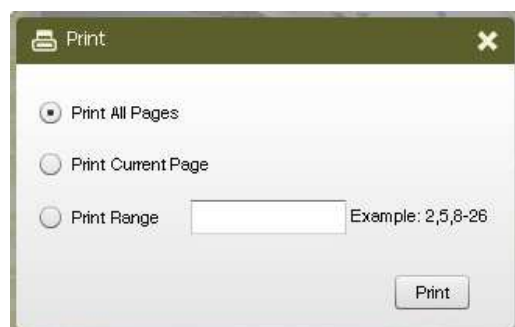 Print
Print All Pages
Print Current Page
Print Range Example: 2,5,8-26
Print